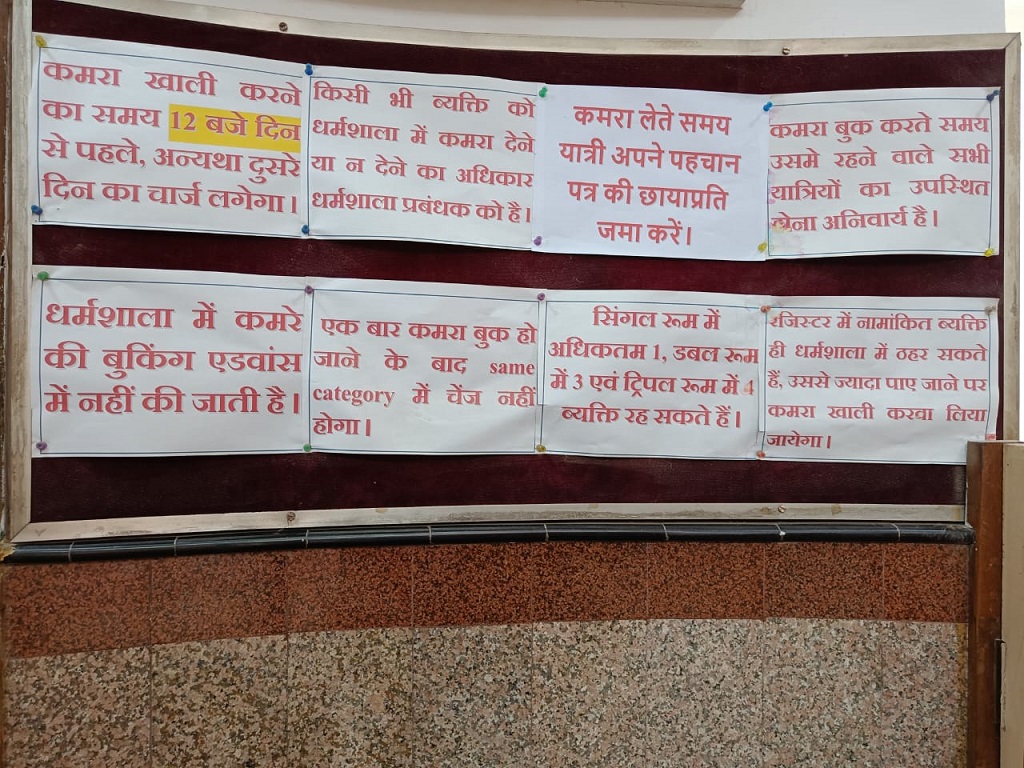 कमरा खाली करने
का समय 12 बजे दिन
से पहले, अन्यथा दुसरे
दिन का चार्ज लगेगा।
किसी भी व्यक्ति को
धर्मशाला में कमरा देने
या न देने का अधिकार
धर्मशाला प्रबंधक को है।
कमरा लेते समय
यात्री अपने पहचान
पत्र की छायाप्रति
जमा करें।
कमरा बुक करते समय
उसमे रहने वाले सभी
यात्रियों का उपस्थित
होना अनिवार्य है।
धर्मशाला में कमरे
की बुकिंग एडवांस
में नहीं की जाती है।
एक बार कमरा बुक हो
जाने के बाद same
category में चेंज नहीं
होगा।
सिंगल रूम में
अधिकतम 1, डबल रूम
में 3 एवं ट्रिपल रूम में 4
व्यक्ति रह सकते हैं।
रजिस्टर में नामांकित ब्यक्ति
ही धर्मशाला में ठहर सकते
हैं, उससे ज्यादा पाए जाने पर
कमरा खाली करवा लिया
जायेगा।